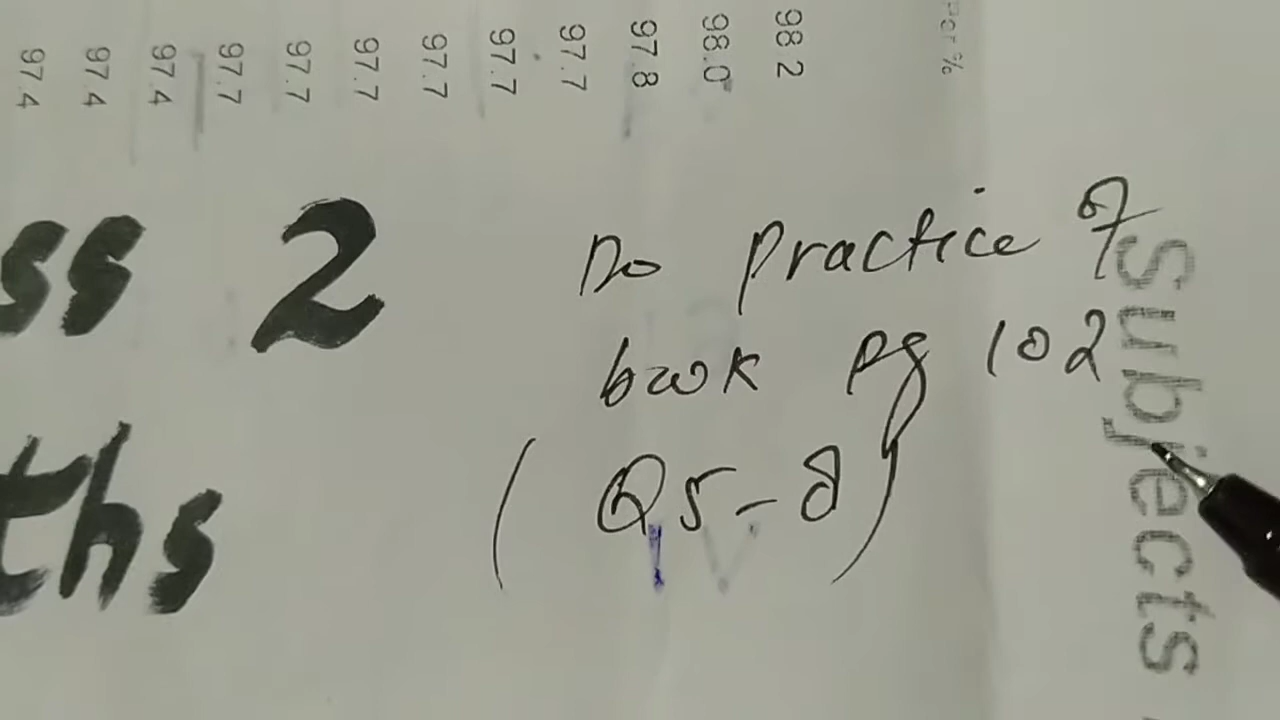 97.4
97.4
97.4
97.7
97.7
97.7
97.7
97.7
97.7
97.8
98.0
98.2
Per %
ss 2
ths
Do practice of
book pg 102
(Q5-8)
Subjects